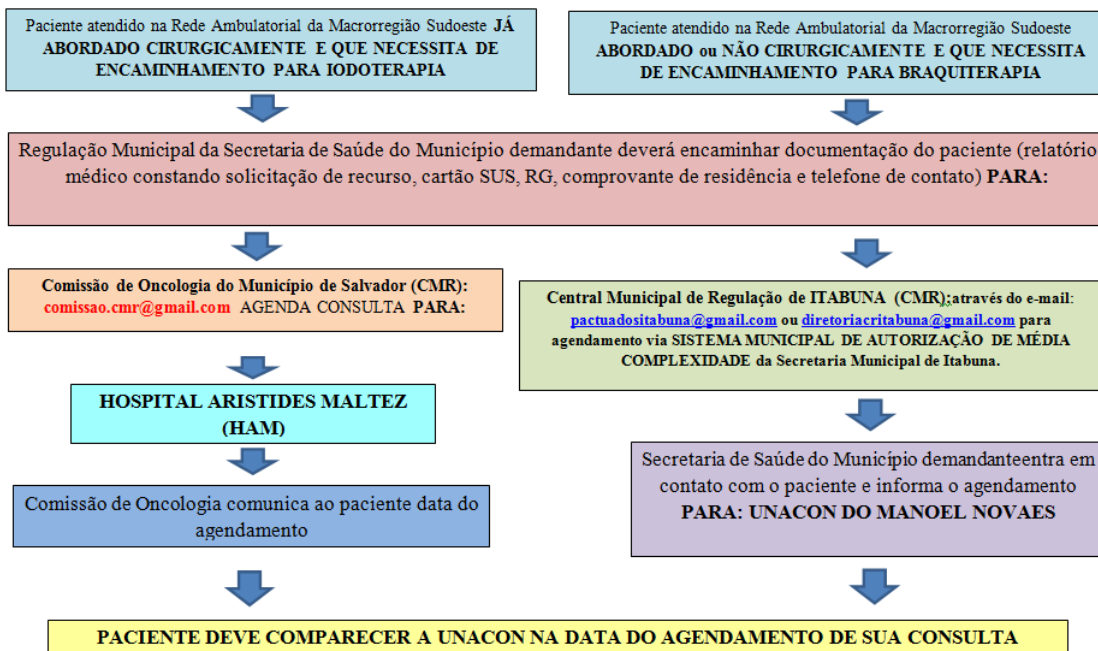 Paciente atendido na Rede Ambulatorial da Macrorregião Sudoeste JÁ
ABORDADO CIRURGICAMENTE E QUE NECESSITA DE
ENCAMINHAMENTO PARA IODOTERAPIA
Paciente atendido na Rede Ambulatorial da Macrorregião Sudoeste
ABORDADO ou NÃO CIRURGICAMENTE E QUE NECESSITA
DE ENCAMINHAMENTO PARA BRAQUITERAPIA
Regulação Municipal da Secretaria de Saúde do Município demandante deverá encaminhar documentação do paciente (relatório
médico constando solicitação de recurso, cartão SUS, RG, comprovante de residência e telefone de contato) PARA:
Comissão de Oncologia do Município de Salvador (CMR):
comissao.cmr@gmail.com AGENDA CONSULTA PARA:
HOSPITAL ARISTIDES MALTEZ
(HAM)
Comissão de Oncologia comunica ao paciente data do
agendamento
Central Municipal de Regulação de ITABUNA (CMR);através do e-mail:
pactuadositabuna@gmail.com ou diretoriacritabuna@gmail.com para
agendamento via SISTEMA MUNICIPAL DE AUTORIZAÇÃO DE MÉDIA
COMPLEXIDADE da Secretaria Municipal de Itabuna.
Secretaria de Saúde do Município demandanteentra em
contato com o paciente e informa o agendamento
PARA: UNACON DO MANOEL NOVAES
PACIENTE DEVE COMPARECER A UNACON NA DATA DO AGENDAMENTO DE SUA CONSULTA